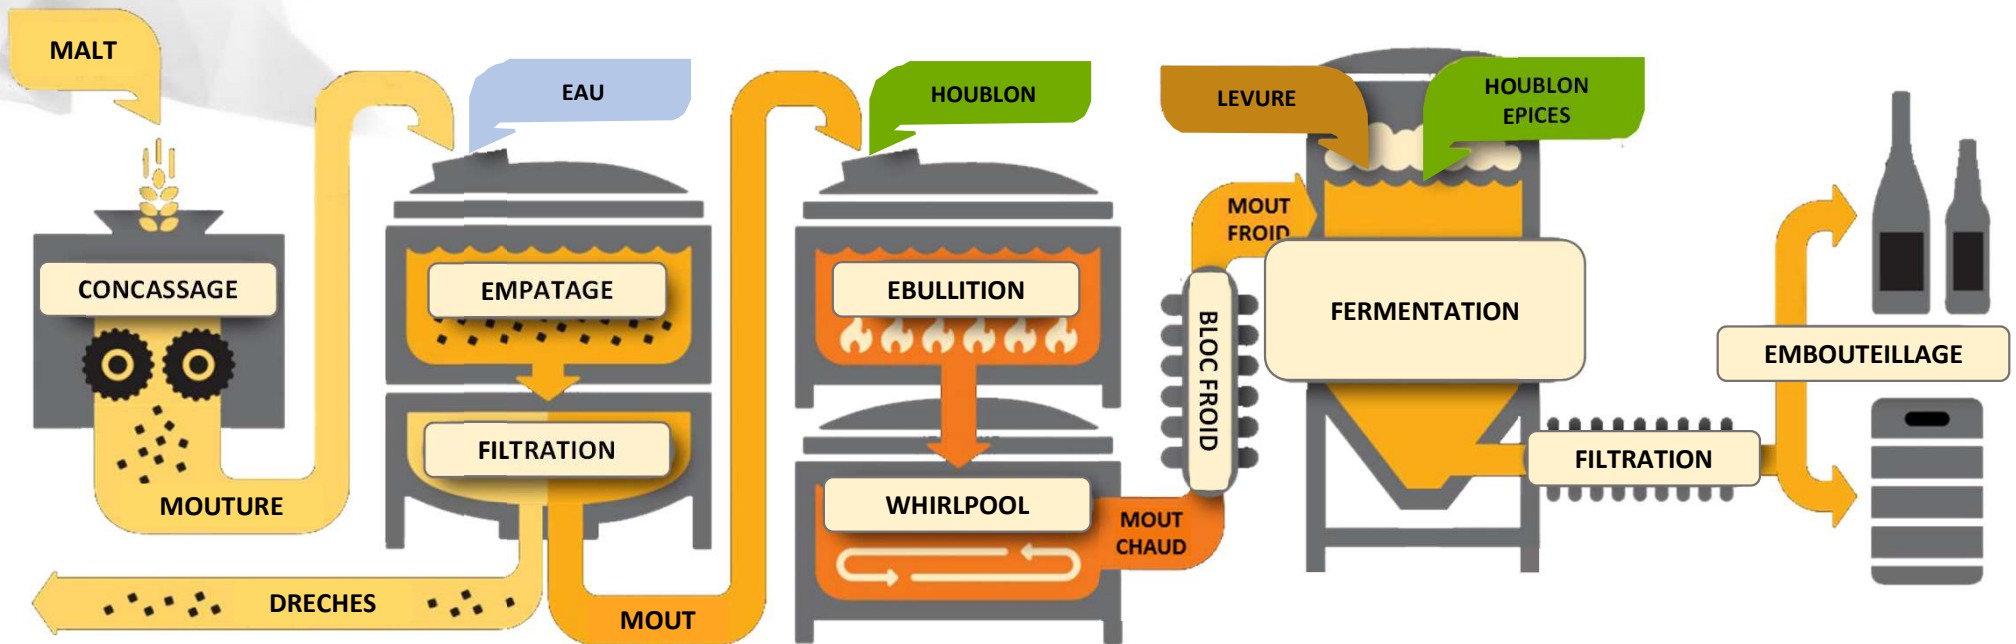 MALT
EAU
HOUBLON
LEVURE
HOUBLON
EPICES
CONCASSAGE
MOUTURE
EMPATAGE
FILTRATION
DRECHES
MOUT
EBULLITION
WHIRLPOOL
MOUT
CHAUD
BLOC FROID
MOUT
FROID
FERMENTATION
FILTRATION
EMBOUTEILLAGE